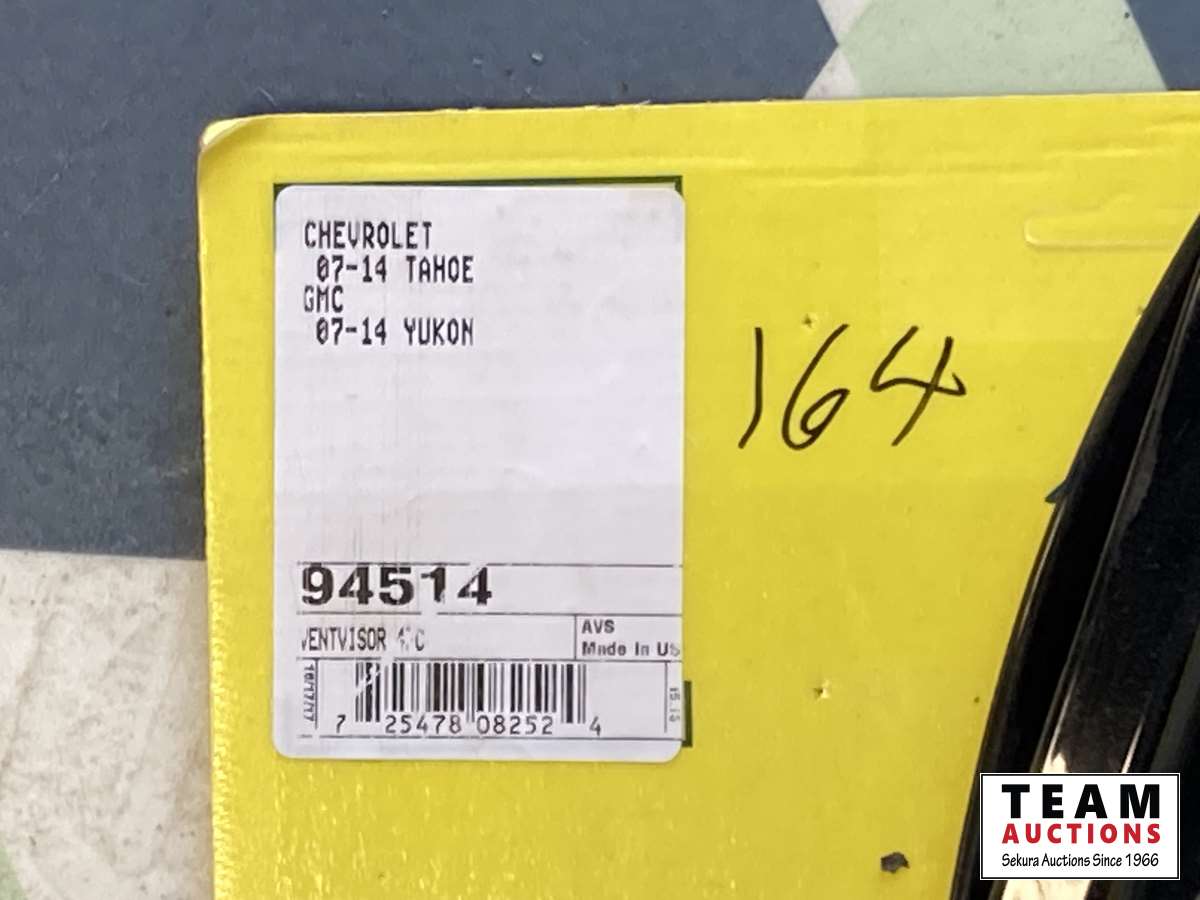 CHEVROLET
07-14 TAHOE
GMC
07-14 YUKON
164
94514
VENTVISOR
AVS
Made In US
7 25478 08252 4
TEAM
AUCTIONS
Sekura Auctions Since 1966